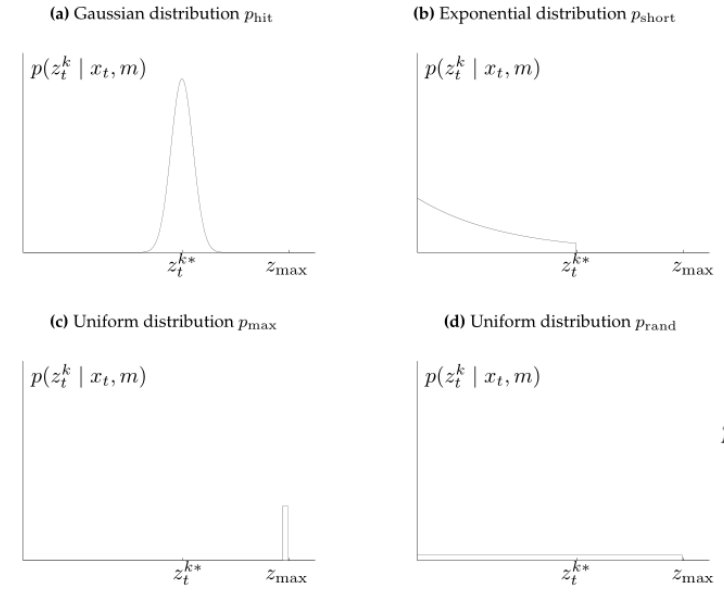 (a) Gaussian distribution p_hit
(b) Exponential distribution p_short
p(z_t^k | x_t, m)
p(z_t^k | x_t, m)
z_t^{k*} z_max
z_t^{k*} z_max
(c) Uniform distribution p_max
(d) Uniform distribution p_rand
p(z_t^k | x_t, m)
p(z_t^k | x_t, m)
z_t^{k*} z_max
z_t^{k*} z_max